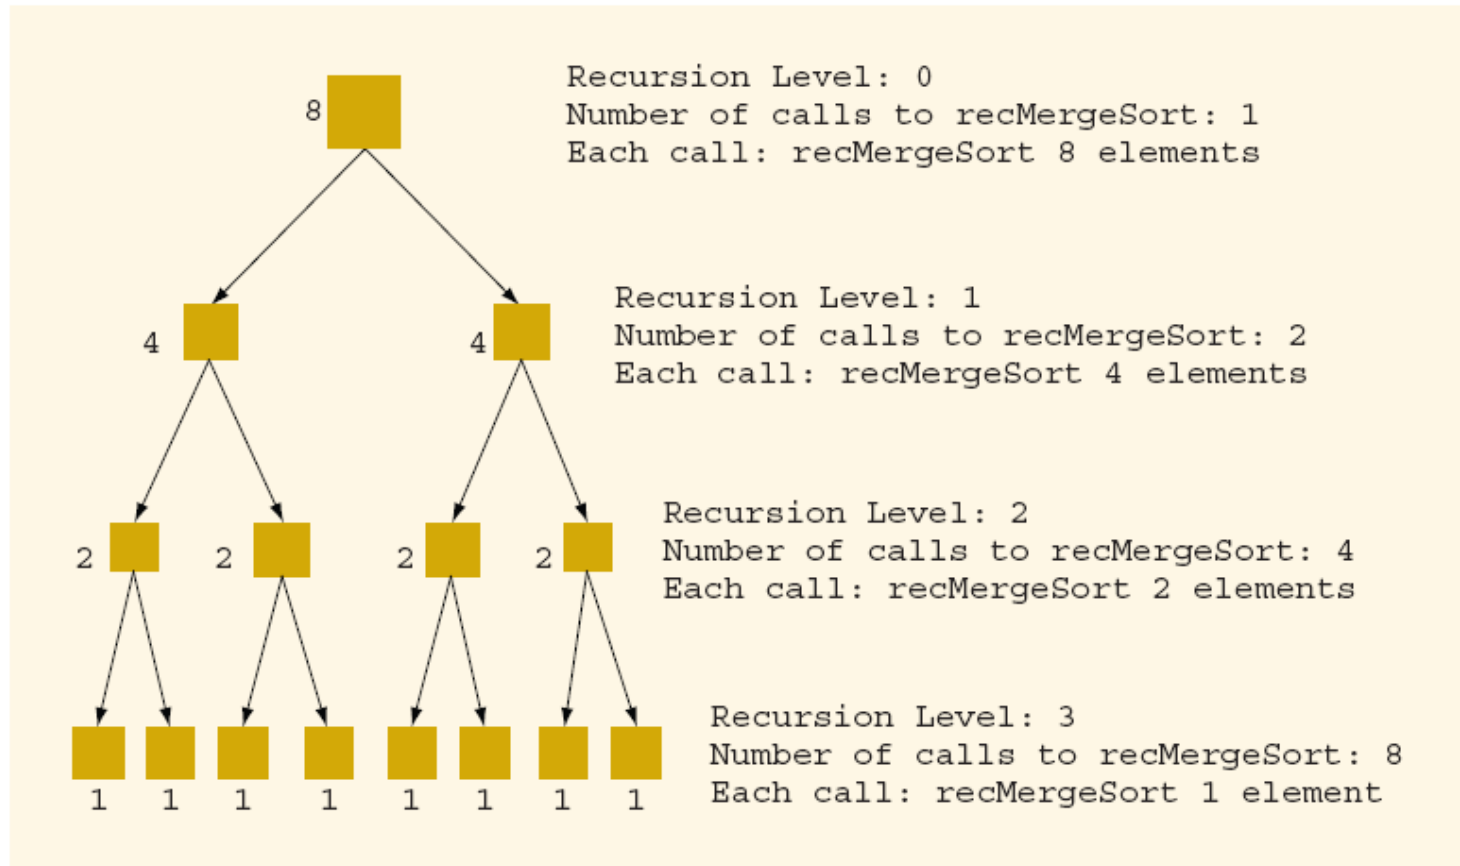 8
Recursion Level: 0
Number of calls to recMergeSort: 1
Each call: recMergeSort 8 elements
4 4
Recursion Level: 1
Number of calls to recMergeSort: 2
Each call: recMergeSort 4 elements
2 2 2 2
Recursion Level: 2
Number of calls to recMergeSort: 4
Each call: recMergeSort 2 elements
1 1 1 1 1 1 1 1
Recursion Level: 3
Number of calls to recMergeSort: 8
Each call: recMergeSort 1 element